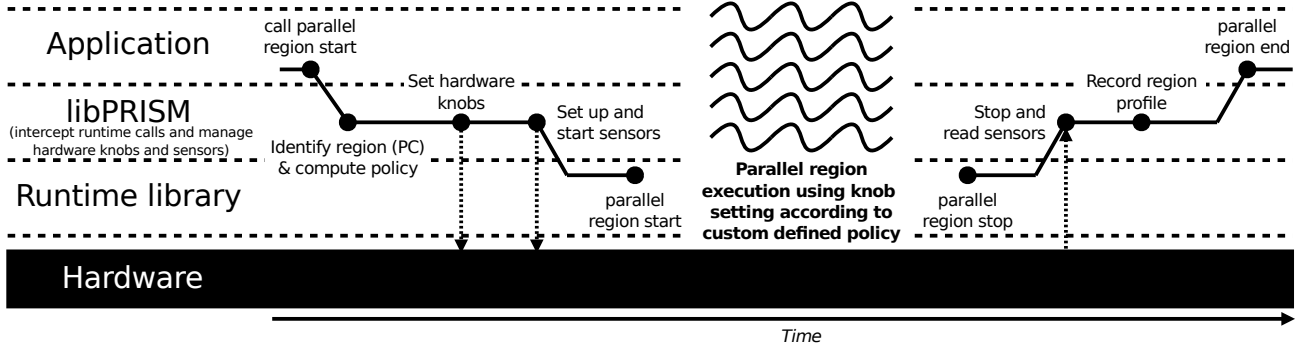 Application
call parallel
region start
libPRISM
(intercept runtime calls and manage
hardware knobs and sensors)
Identify region (PC)
& compute policy
Set hardware
knobs
Set up and
start sensors
Runtime library
parallel
region start
Parallel region
execution using knob
setting according to
custom defined policy
parallel
region stop
Stop and
read sensors
Record region
profile
parallel
region end
Hardware
Time